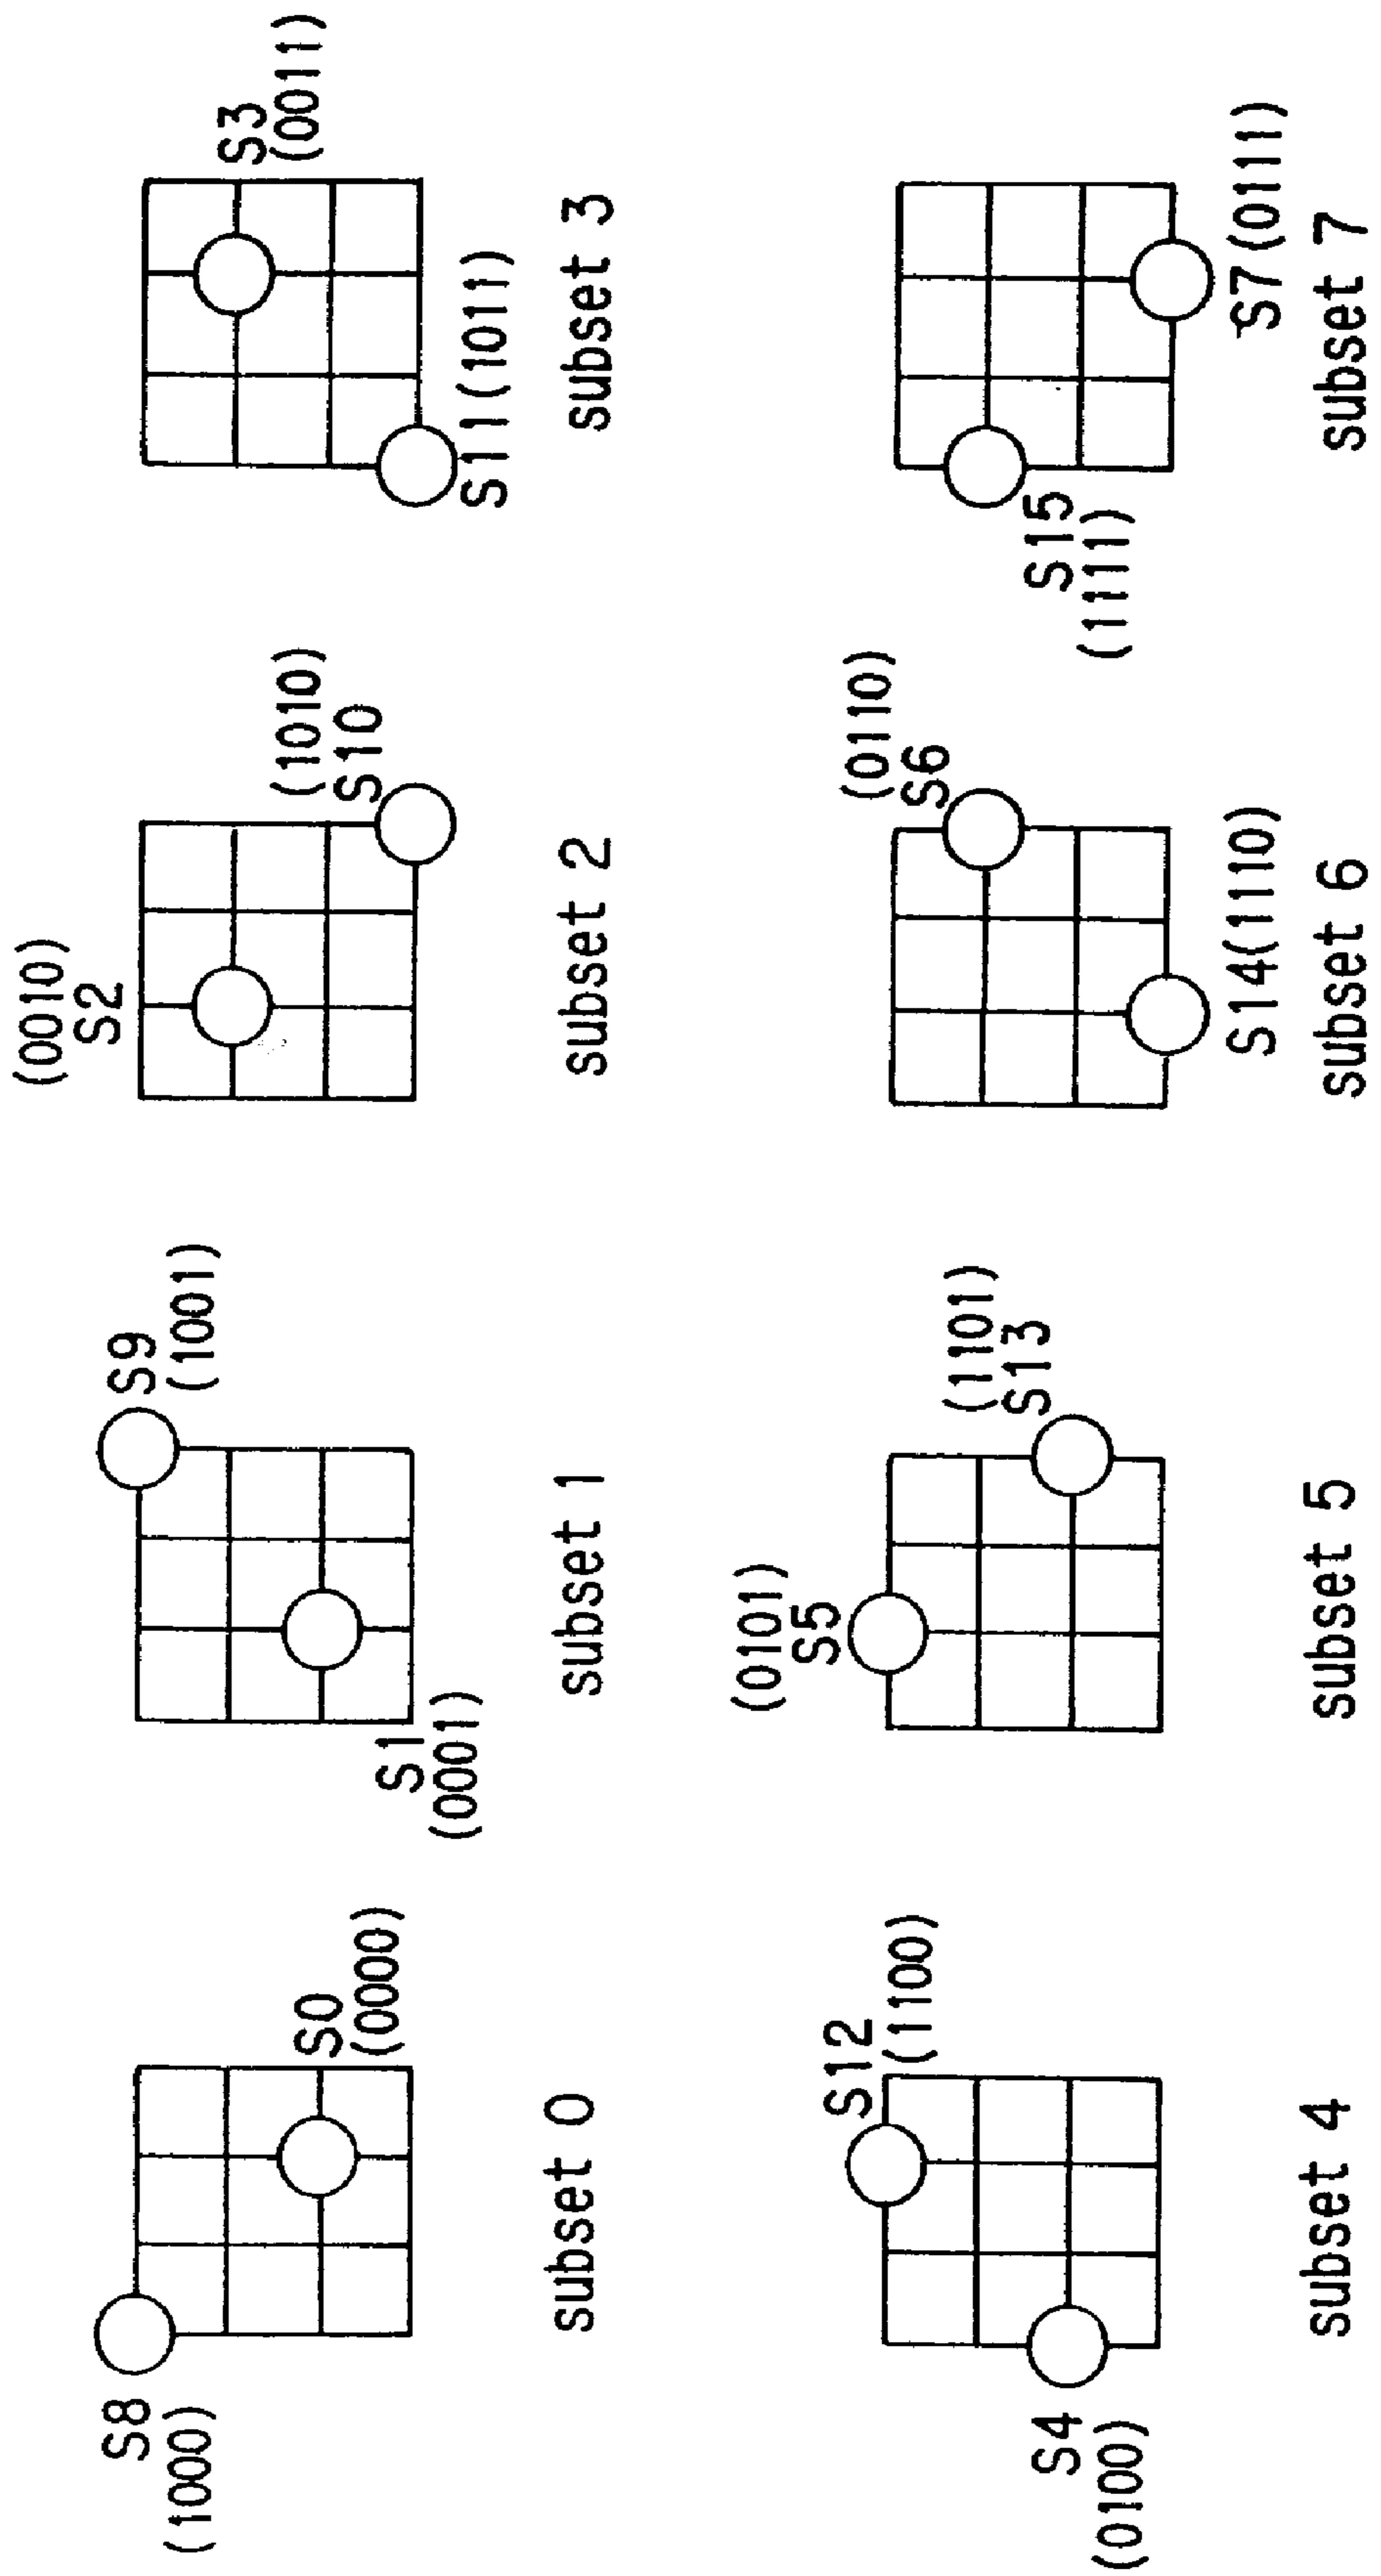 S8
(1000)
S0
(0000)
subset 0
S9
(1001)
S1
(0001)
subset 1
(0010)
S2
(1010)
S10
subset 2
S3
(0011)
S11(1011)
subset 3
S12
(1100)
S4
(0100)
subset 4
(0101)
S5
(1101)
S13
subset 5
(0110)
S6
S14(1110)
subset 6
S15
(1111)
S7(0111)
subset 7